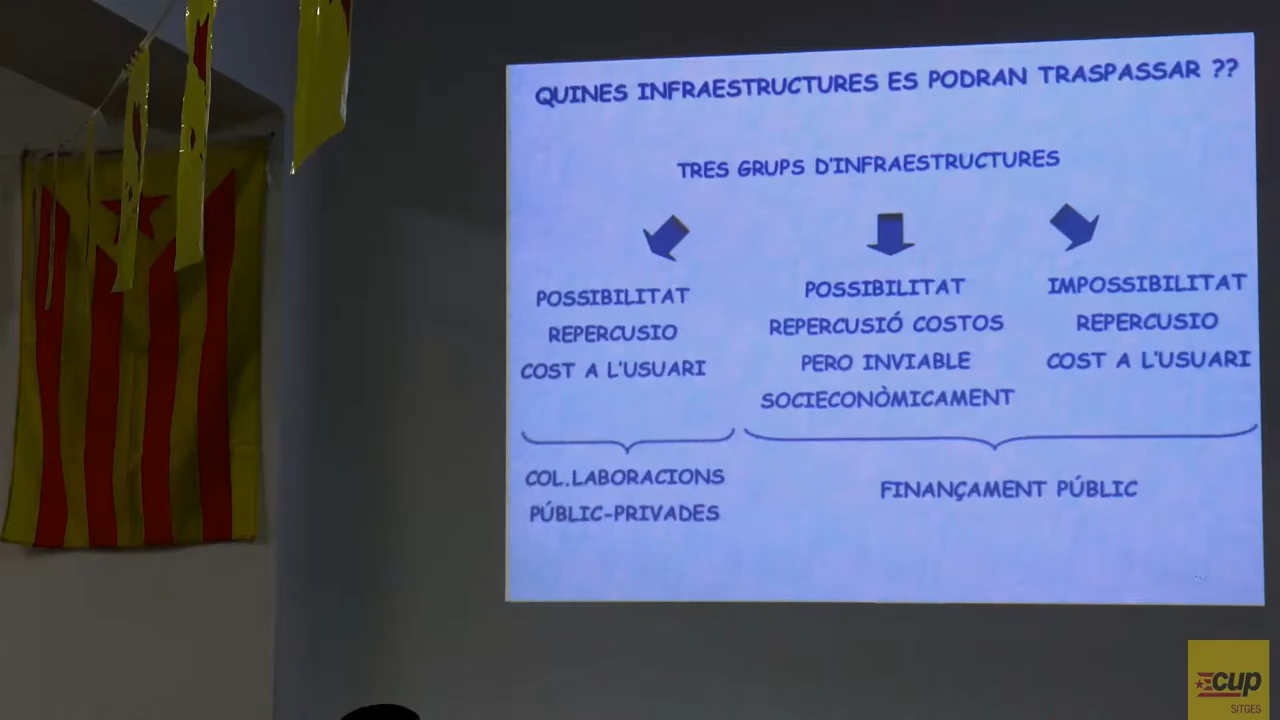 QUINES INFRAESTRUCTURES ES PODRAN TRASPASSAR ??
TRES GRUPS D'INFRAESTRUCTURES
POSSIBILITAT
REPERCUSIO
COST A L'USUARI
POSSIBILITAT
REPERCUSIÓ COSTOS
PERO INVIABLE
SOCIECONÒMICAMENT
IMPOSSIBILITAT
REPERCUSIO
COST A L'USUARI
COL.LABORACIONS
PÚBLIC-PRIVADES
FINANÇAMENT PÚBLIC
cup
SITGES